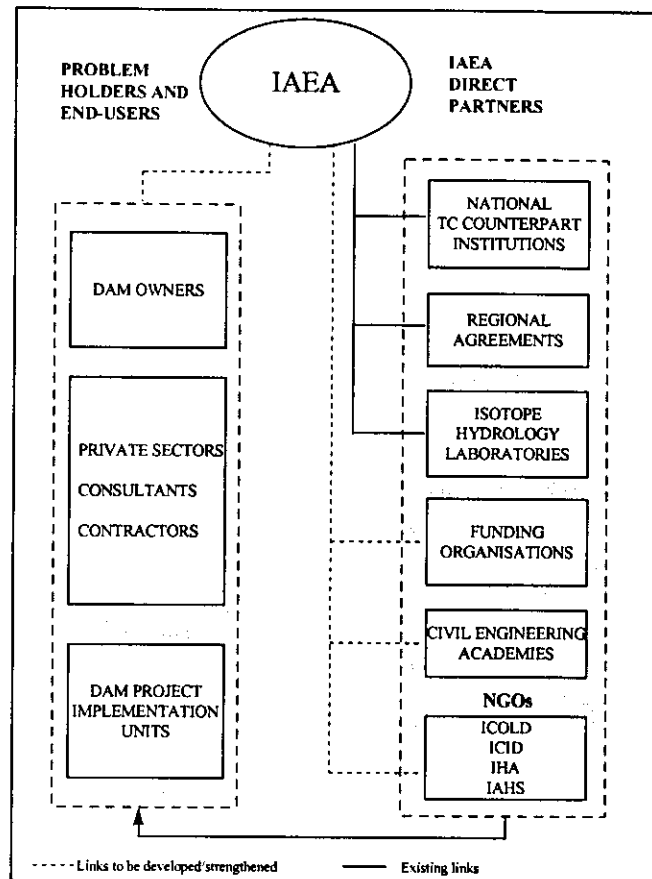 PROBLEM
HOLDERS AND
END-USERS
IAEA
IAEA
DIRECT
PARTNERS
DAM OWNERS
PRIVATE SECTORS
CONSULTANTS
CONTRACTORS
DAM PROJECT
IMPLEMENTATION
UNITS
NATIONAL
TC COUNTERPART
INSTITUTIONS
REGIONAL
AGREEMENTS
ISOTOPE
HYDROLOGY
LABORATORIES
FUNDING
ORGANISATIONS
CIVIL ENGINEERING
ACADEMIES
NGOs
ICOLD
ICID
IHA
IAHS
Links to be developed/strengthened
Existing links